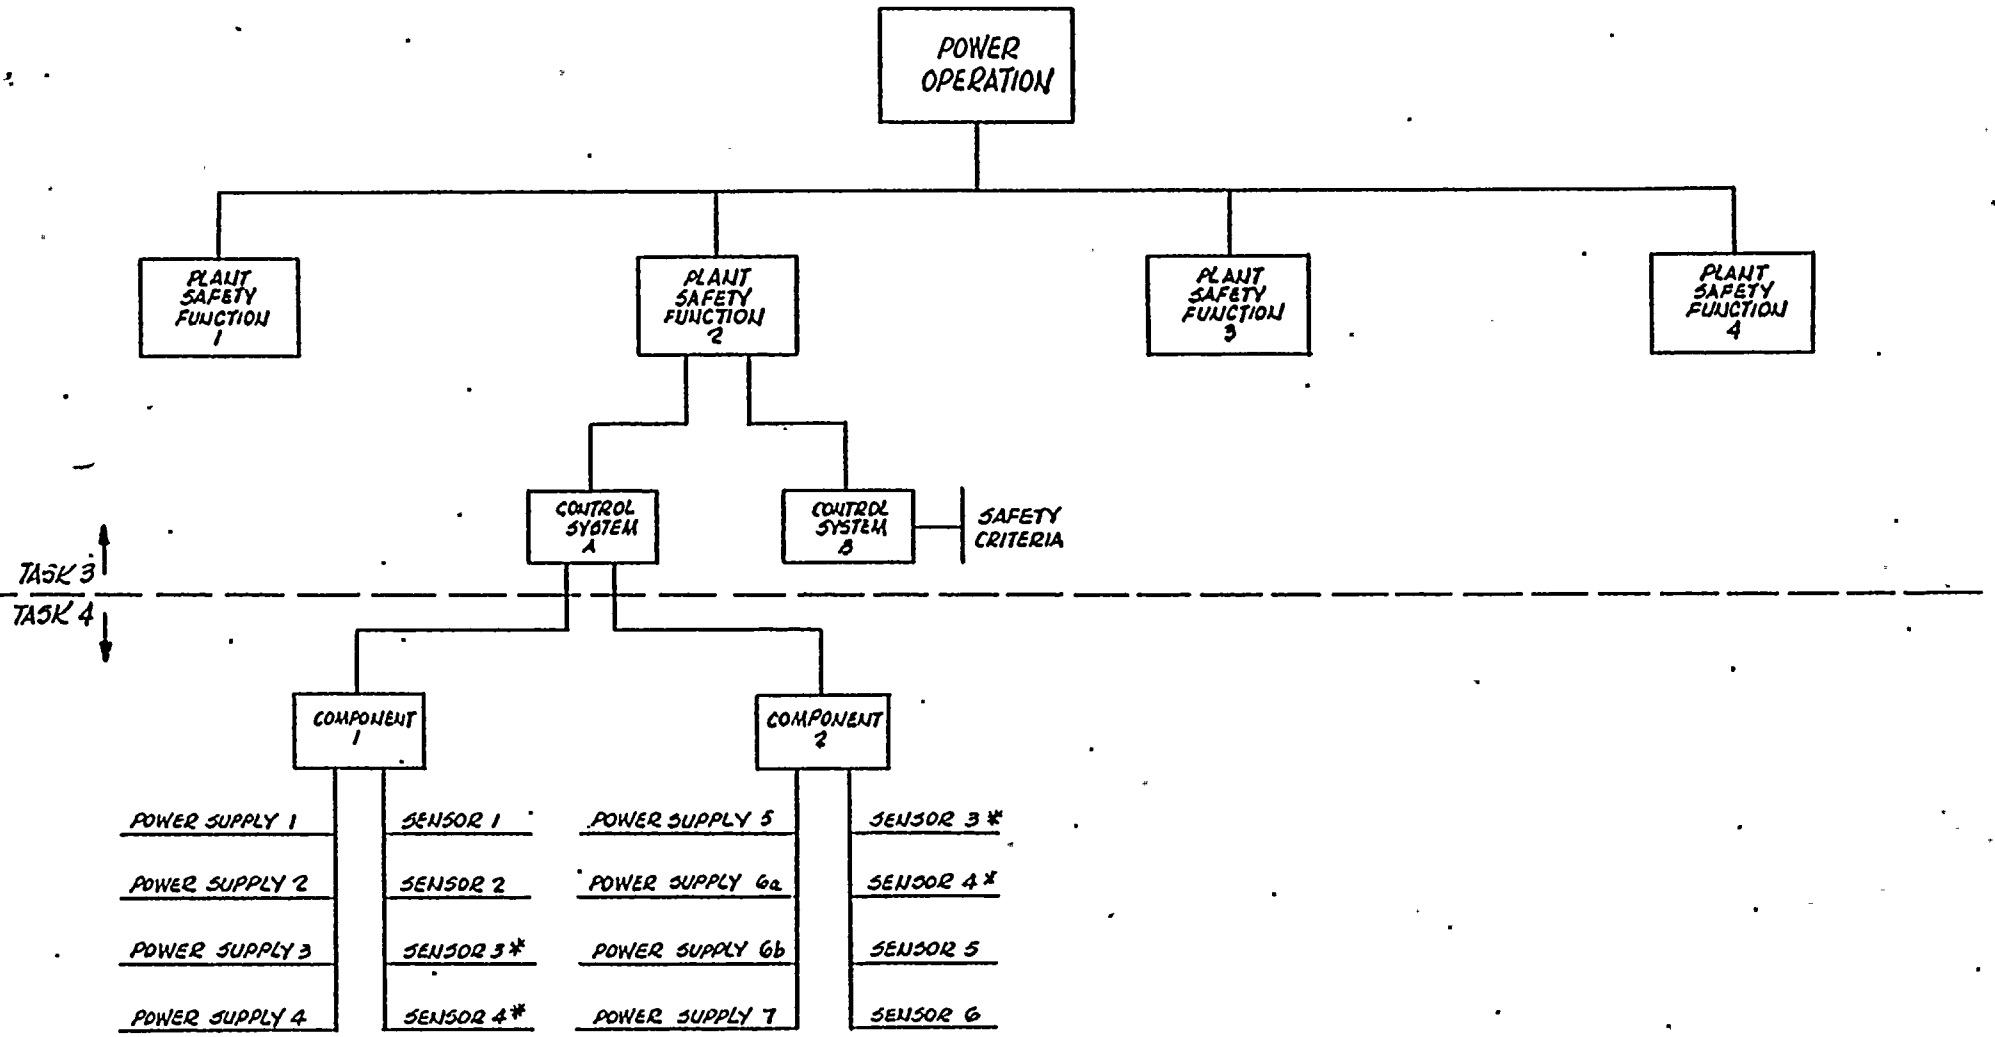 POWER
OPERATION
PLANT
SAFETY
FUNCTION
1
PLANT
SAFETY
FUNCTION
2
PLANT
SAFETY
FUNCTION
3
PLANT
SAFETY
FUNCTION
4
CONTROL
SYSTEM
A
CONTROL
SYSTEM
B
SAFETY
CRITERIA
TASK 3
TASK 4
COMPONENT
1
COMPONENT
2
POWER SUPPLY 1
SENSOR 1
POWER SUPPLY 5
SENSOR 3*
POWER SUPPLY 2
SENSOR 2
POWER SUPPLY 6a
SENSOR 4*
POWER SUPPLY 3
SENSOR 3*
POWER SUPPLY 6b
SENSOR 5
POWER SUPPLY 4
SENSOR 4*
POWER SUPPLY 7
SENSOR 6